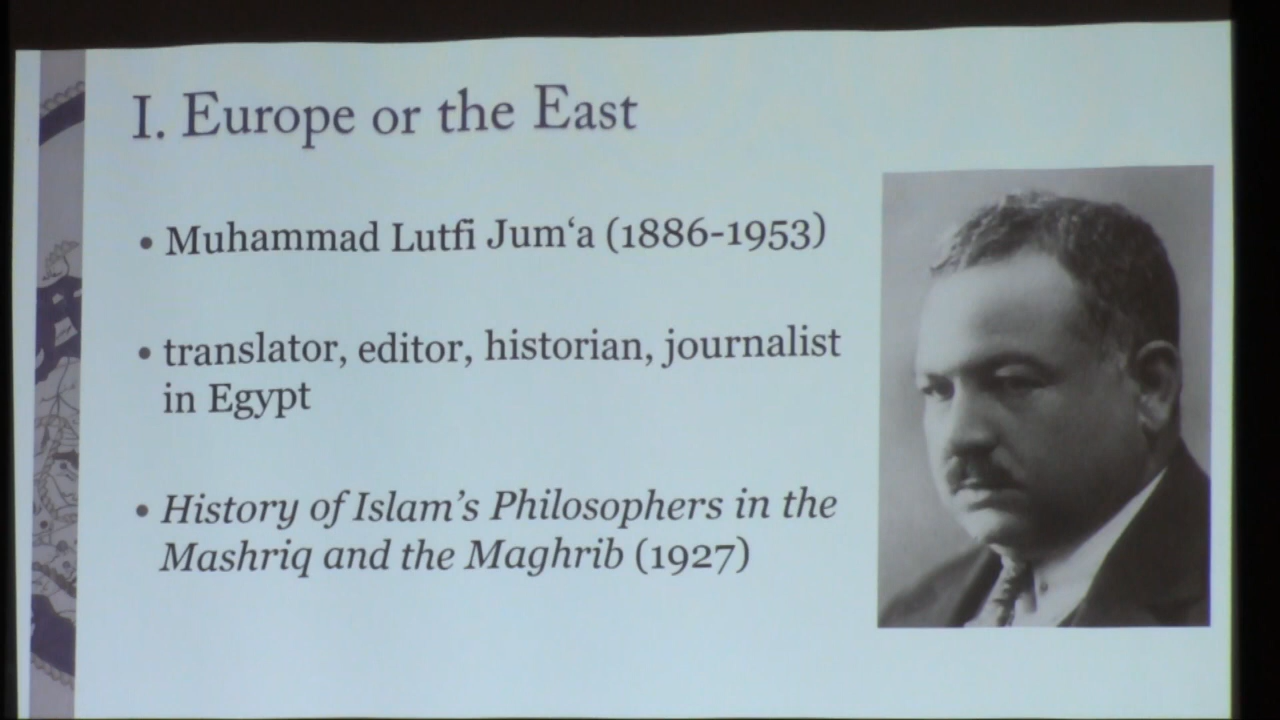 I. Europe or the East
• Muhammad Lutfi Jum‘a (1886-1953)
• translator, editor, historian, journalist
in Egypt
• History of Islam’s Philosophers in the
Mashriq and the Maghrib (1927)